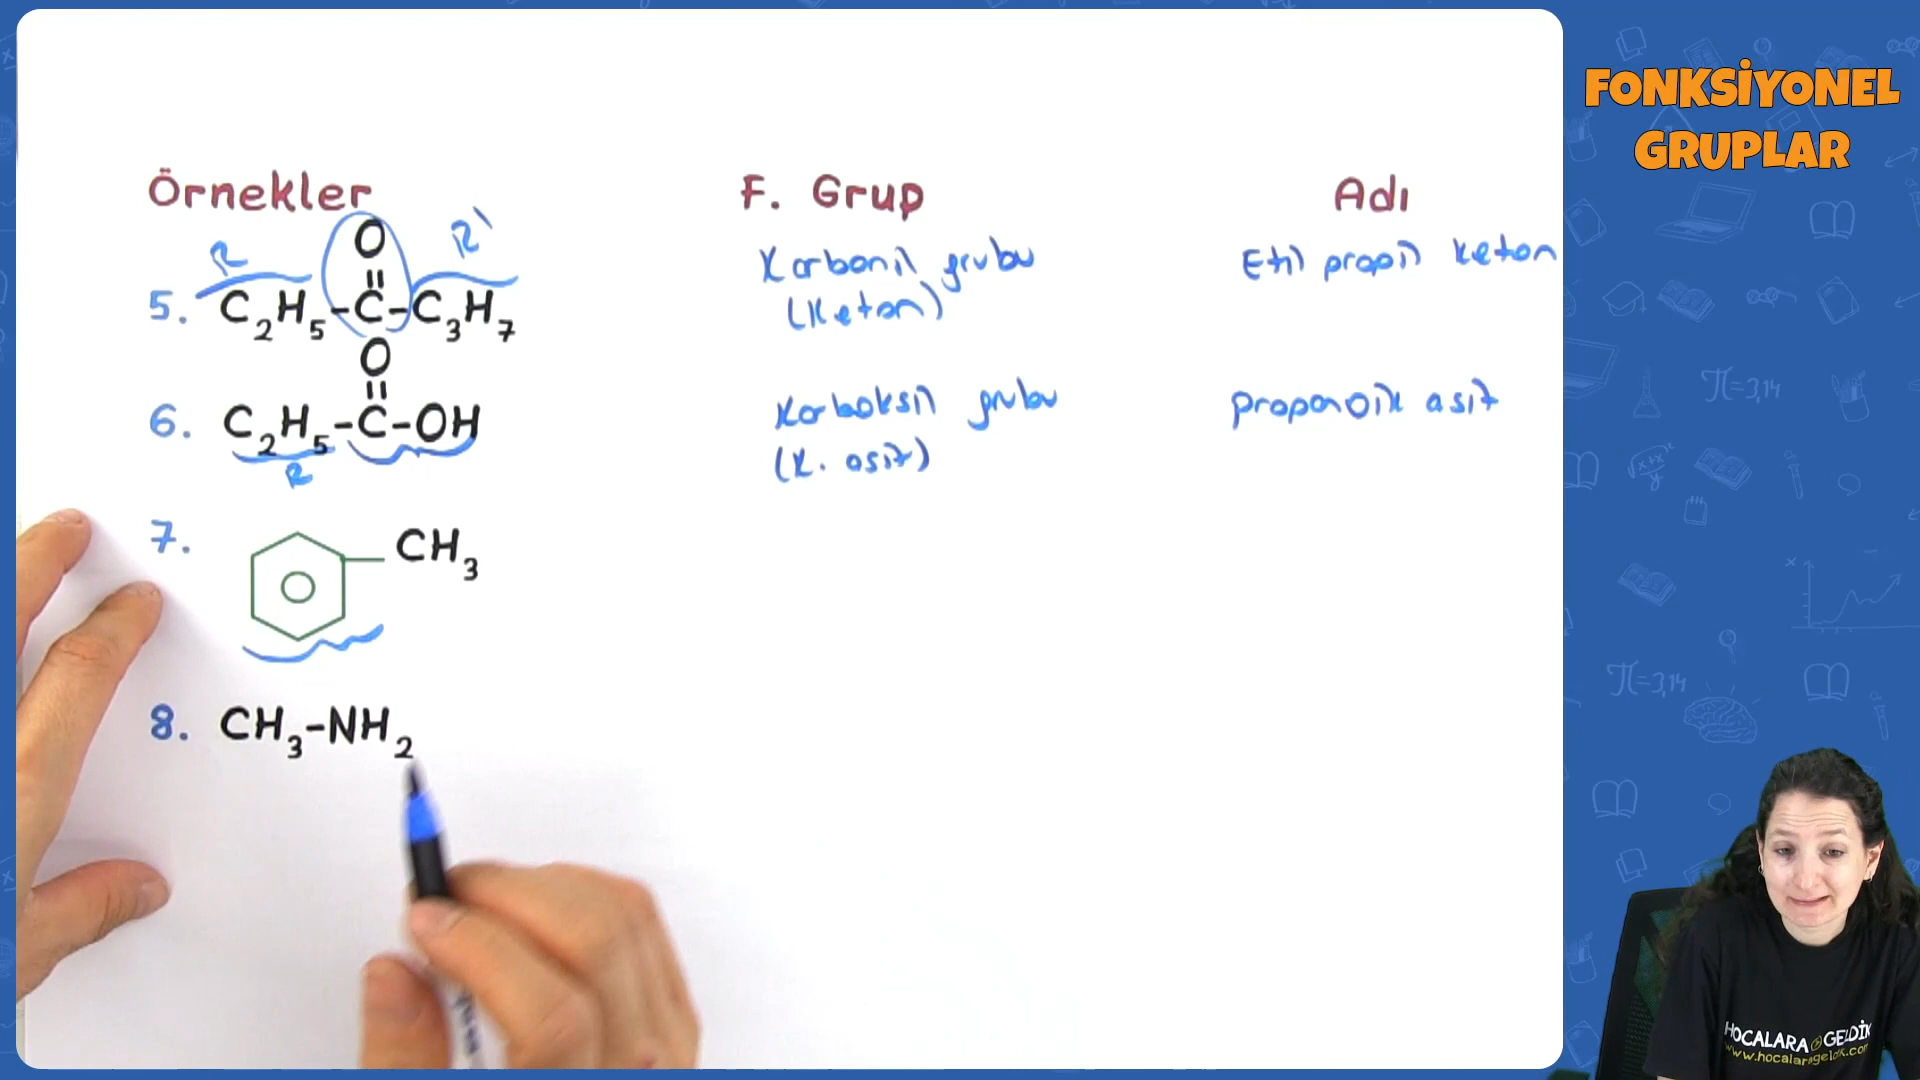 FONKSİYONEL
GRUPLAR
Örnekler
F. Grup
Adı
R
R'
5. C2H5-C-C3H7
O
Karbonil grubu
(Keton)
Etil propil keton
6. C2H5-C-OH
O
R
Karboksil grubu
(K. asit)
propanoik asit
7.
CH3
8. CH3-NH2
π=3,14
π=3,14
HOCALARA GELDİK
www.hocalarageldik.com